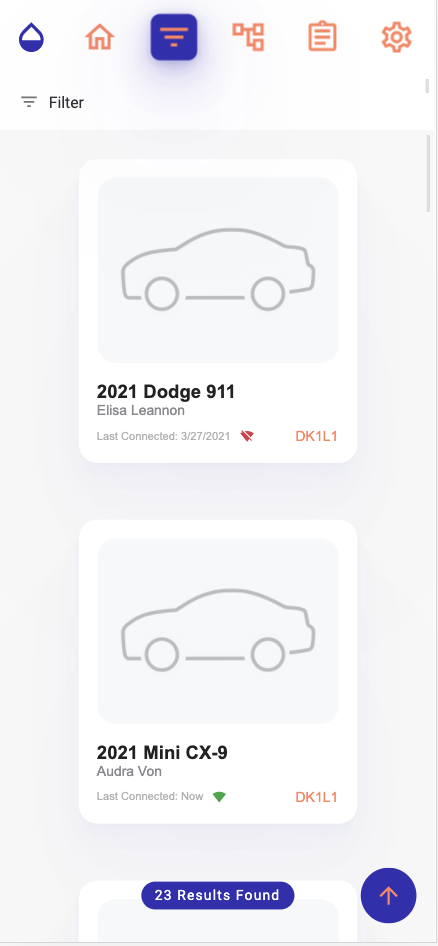 Filter
2021 Dodge 911
Elisa Leannon
Last Connected: 3/27/2021 DK1L1
2021 Mini CX-9
Audra Von
Last Connected: Now DK1L1
23 Results Found